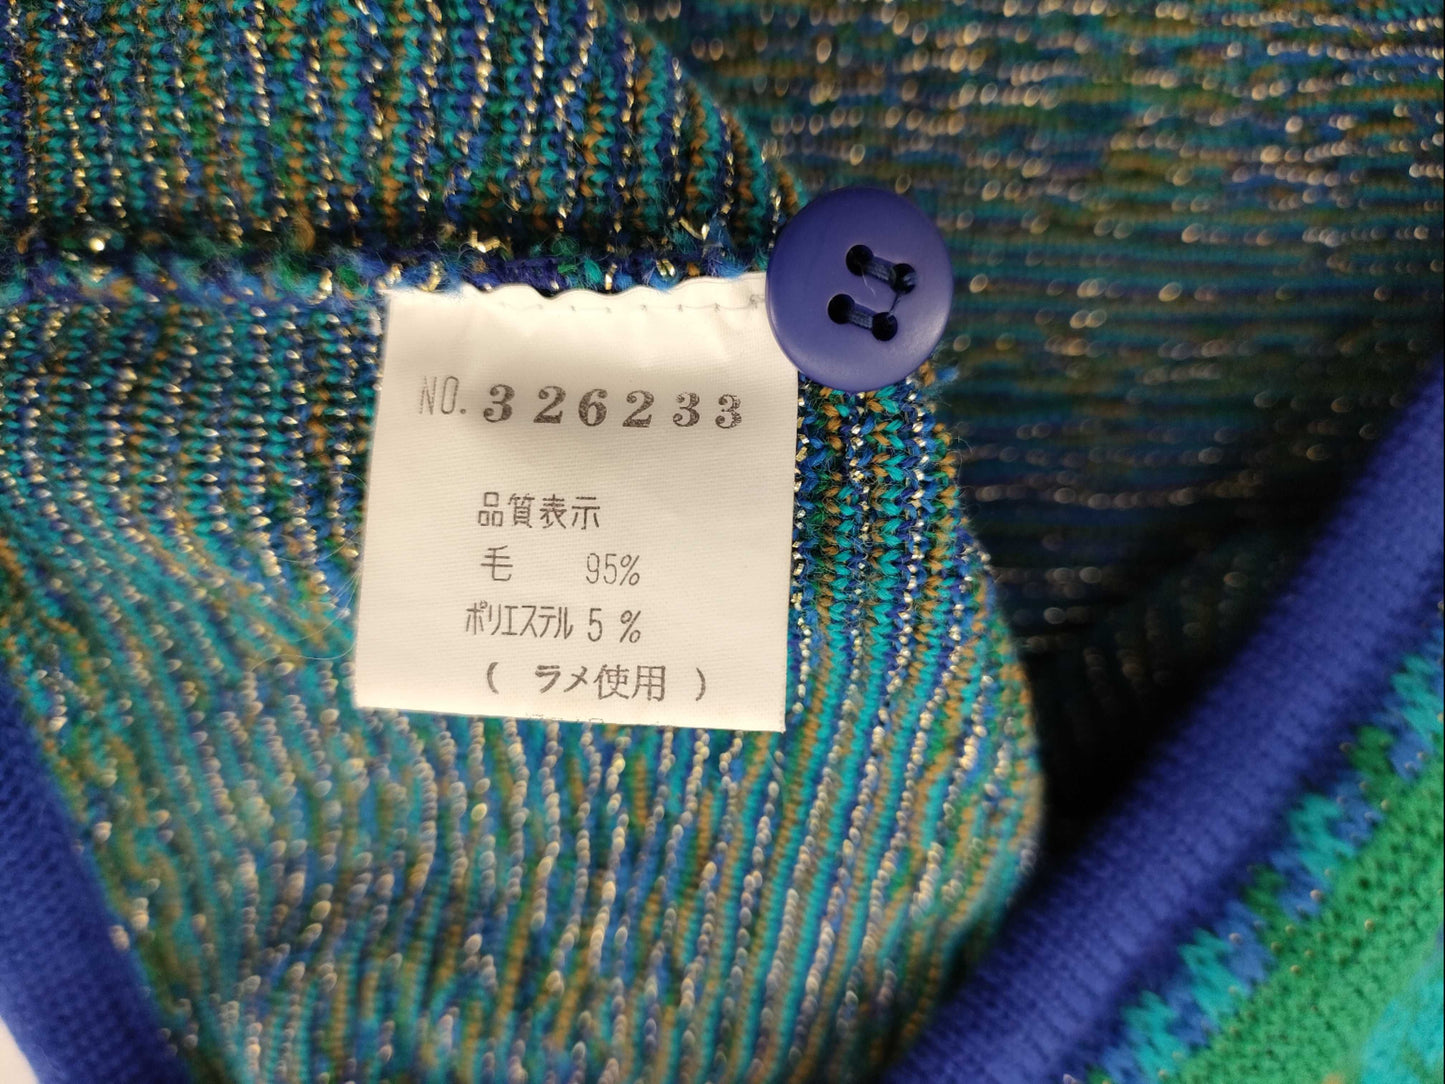 NO. 326233
品質表示
毛 95%
ポリエステル 5%
( ラメ使用 )